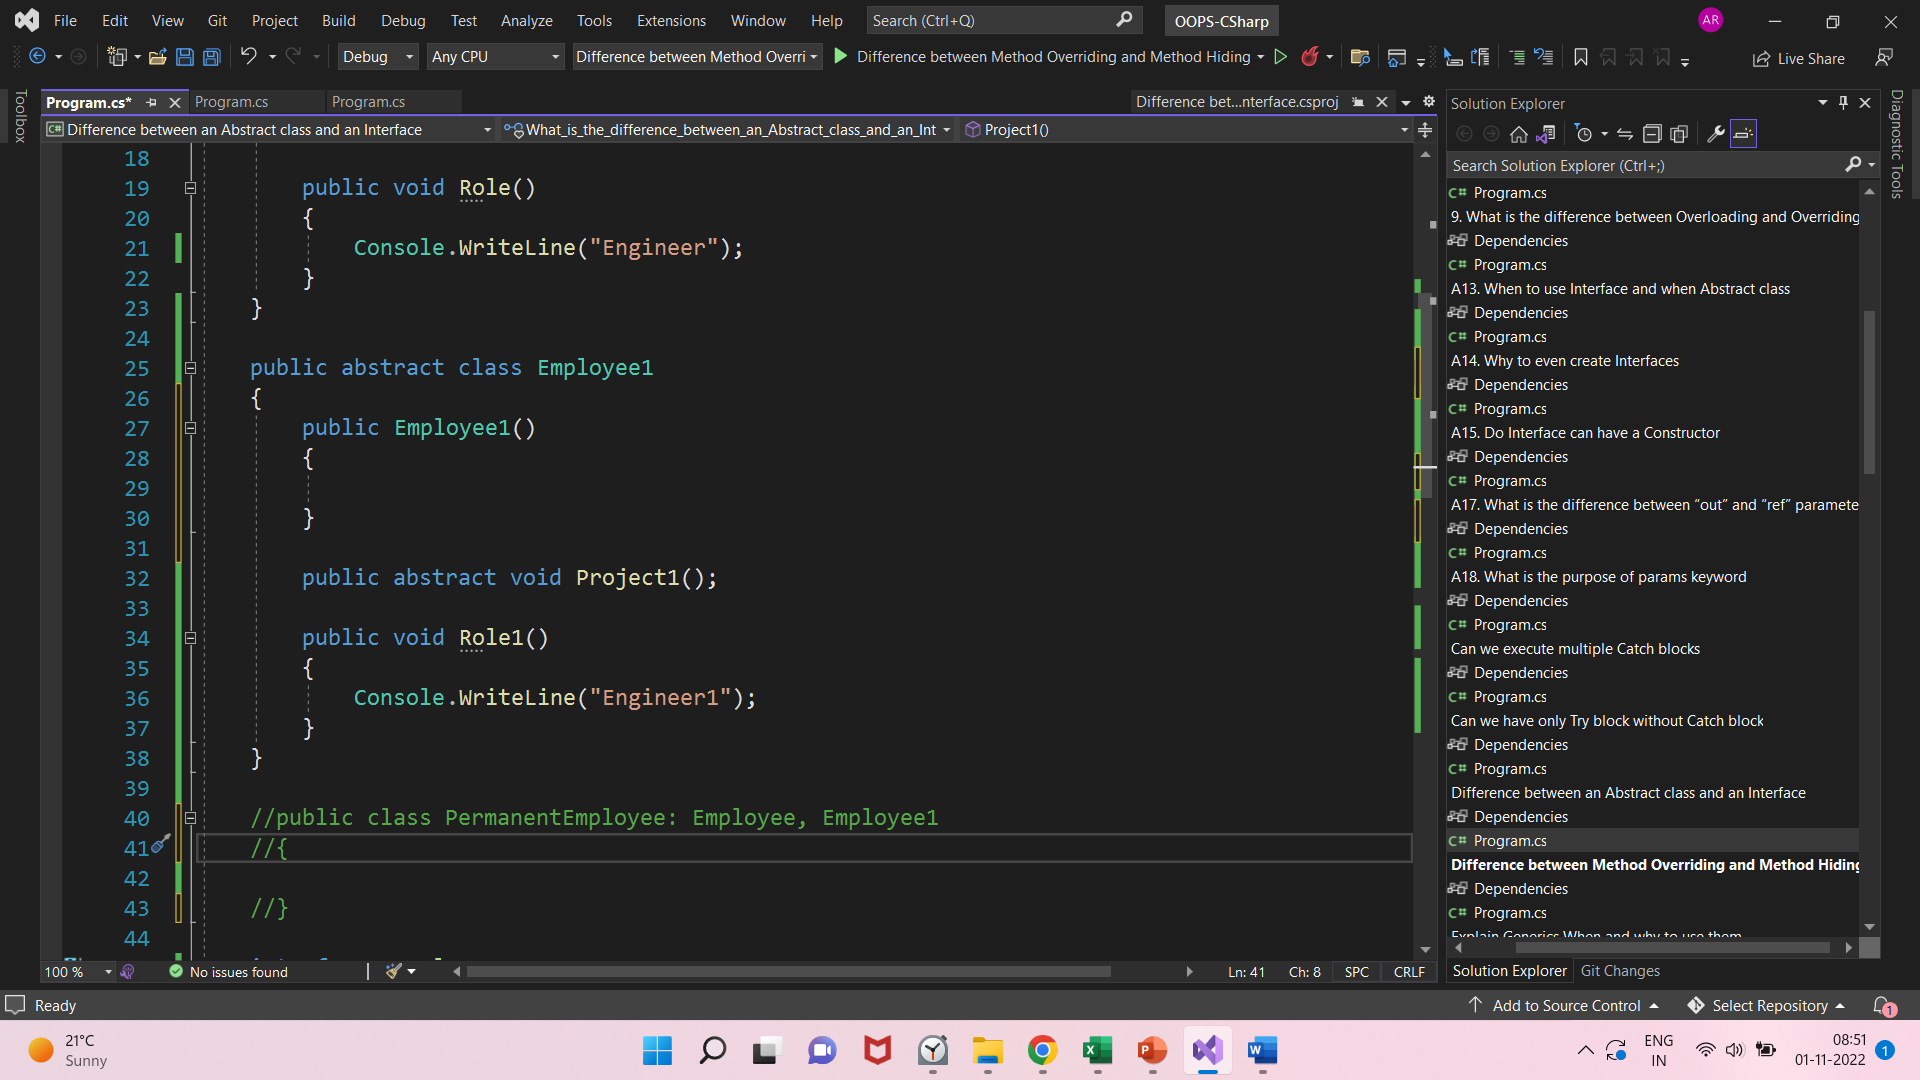 File Edit View Git Project Build Debug Test Analyze Tools Extensions Window Help Search (Ctrl+Q) OOPS-CSharp AR
Debug Any CPU Difference between Method Overri Difference between Method Overriding and Method Hiding Live Share
Toolbox
Program.cs* Program.cs Program.cs Difference bet...nterface.csproj
Difference between an Abstract class and an Interface What_is_the_difference_between_an_Abstract_class_and_an_Int Project1()
18
19 public void Role()
20 {
21 Console.WriteLine("Engineer");
22 }
23 }
24
25 public abstract class Employee1
26 {
27 public Employee1()
28 {
29
30 }
31
32 public abstract void Project1();
33
34 public void Role1()
35 {
36 Console.WriteLine("Engineer1");
37 }
38 }
39
40 //public class PermanentEmployee: Employee, Employee1
41 //{
42
43 //}
44
100 % No issues found Ln: 41 Ch: 8 SPC CRLF
Solution Explorer
Search Solution Explorer (Ctrl+;)
C# Program.cs
9. What is the difference between Overloading and Overriding
Dependencies
C# Program.cs
A13. When to use Interface and when Abstract class
Dependencies
C# Program.cs
A14. Why to even create Interfaces
Dependencies
C# Program.cs
A15. Do Interface can have a Constructor
Dependencies
C# Program.cs
A17. What is the difference between “out” and “ref” paramete
Dependencies
C# Program.cs
A18. What is the purpose of params keyword
Dependencies
C# Program.cs
Can we execute multiple Catch blocks
Dependencies
C# Program.cs
Can we have only Try block without Catch block
Dependencies
C# Program.cs
Difference between an Abstract class and an Interface
Dependencies
C# Program.cs
Difference between Method Overriding and Method Hiding
Dependencies
C# Program.cs
Explain Generics When and why to use them
Solution Explorer Git Changes
Diagnostic Tools
Ready Add to Source Control Select Repository 1
21°C
Sunny
ENG
IN
08:51
01-11-2022
1